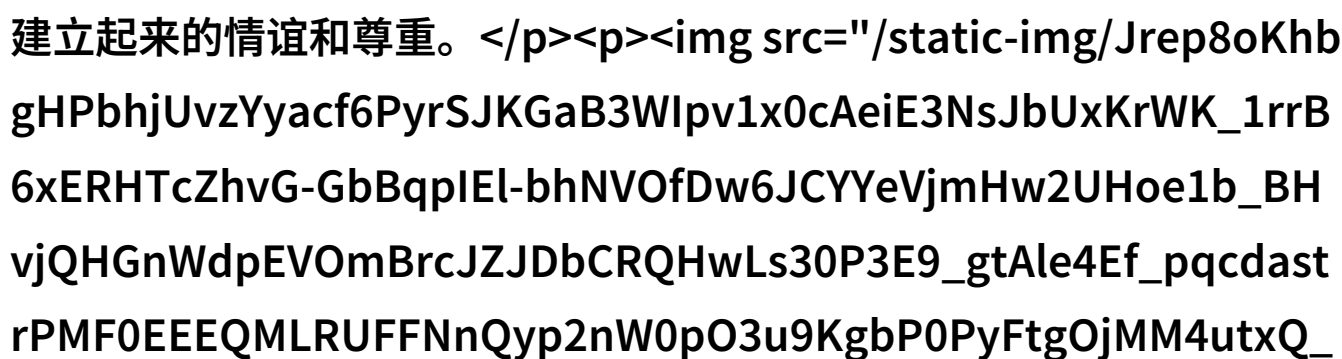 建立起来的情谊和尊重。</p><p><img src="/static-img/Jrep8oKhb
gHPbhjUvzYyacf6PyrSJKGaB3WIpv1x0cAeiE3NsJbUxKrWK_1rrB
6xERHTcZhvG-GbBqpIEl-bhNVOfDw6JCYYeVjmHw2UHoe1b_BH
vjQHGnWdpEVOmBrcJZJDbCRQHwLs30P3E9_gtAle4Ef_pqcdast
rPMF0EEEQMLRUFFNnQyp2nW0pO3u9KgbP0PyFtgOjMM4utxQ_